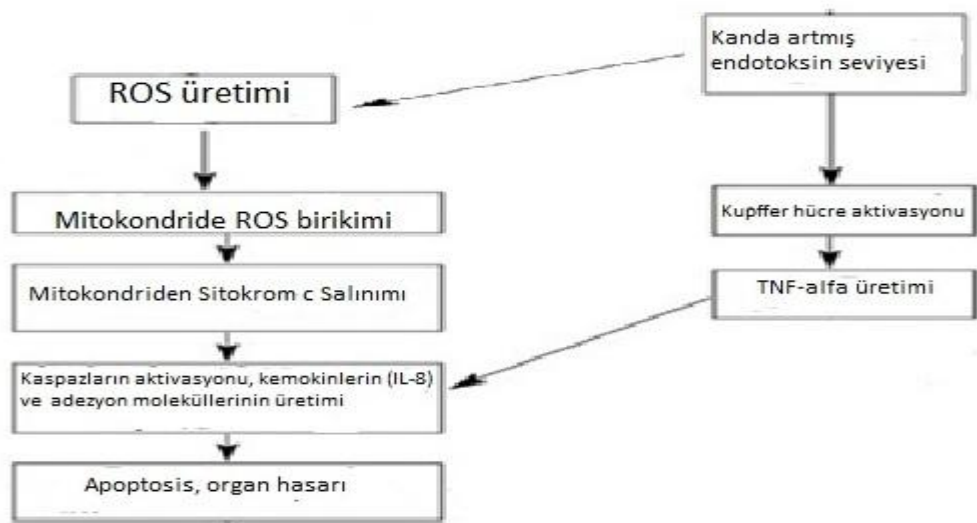 Kanda artmış
endotoksin seviyesi
ROS üretimi
Mitokondride ROS birikimi
Kupffer hücre aktivasyonu
Mitokondriden Sitokrom c Salınımı
TNF-alfa üretimi
Kaspazların aktivasyonu, kemokinlerin (IL-8)
ve adezyon moleküllerinin üretimi
Apoptosis, organ hasarı